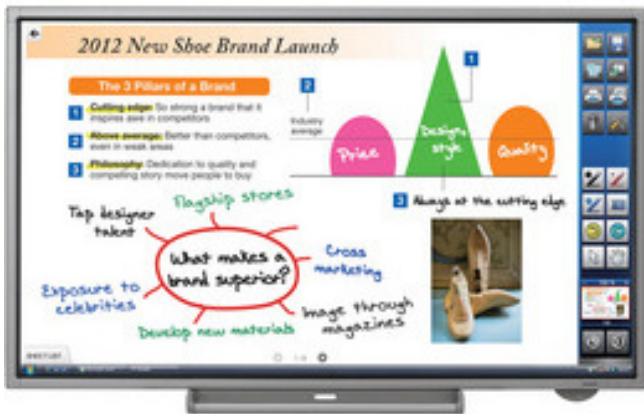 2012 New Shoe Brand Launch
The 3 Pillars of a Brand
1 Cutting edge: So strong a brand that it
inspires awe in competitors
2 Above average: Better than competitors,
even in weak areas
3 Philosophy: Dedication to quality and
compelling story move people to buy
1
2
Industry
average
Price
Design,
style
Quality
3 Always at the cutting edge
Flagship stores
Tap designer
talent
What makes a
brand superior?
Cross
marketing
Exposure to
celebrities
Image through
magazines
Develop new materials